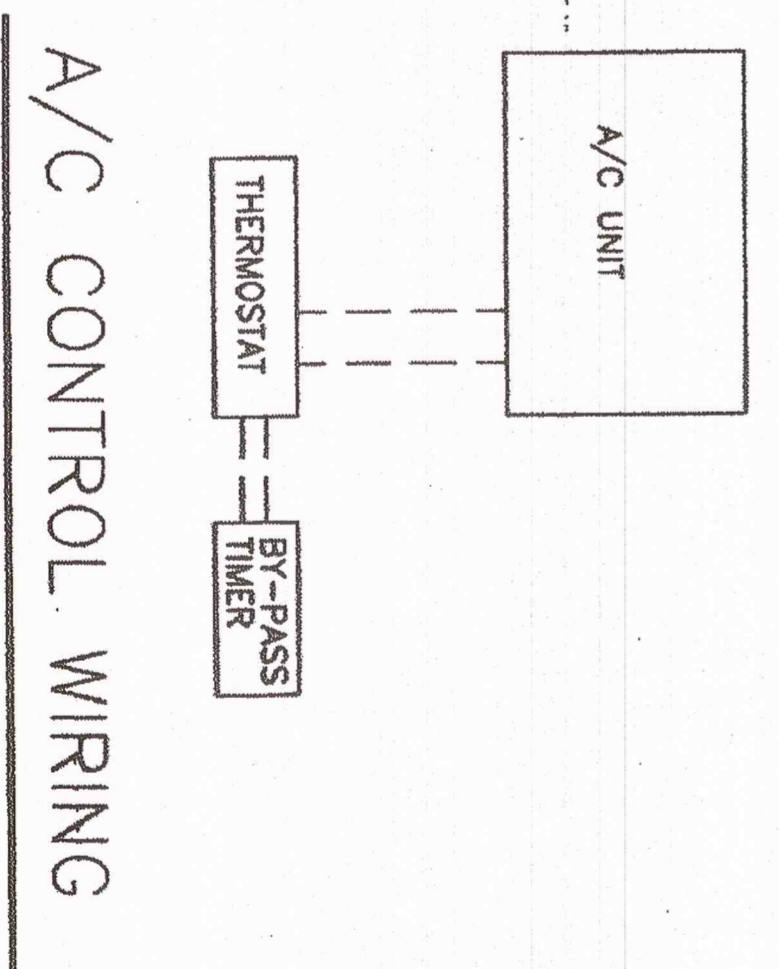 A/C UNIT
THERMOSTAT
BY-PASS
TIMER
A/C CONTROL WIRING